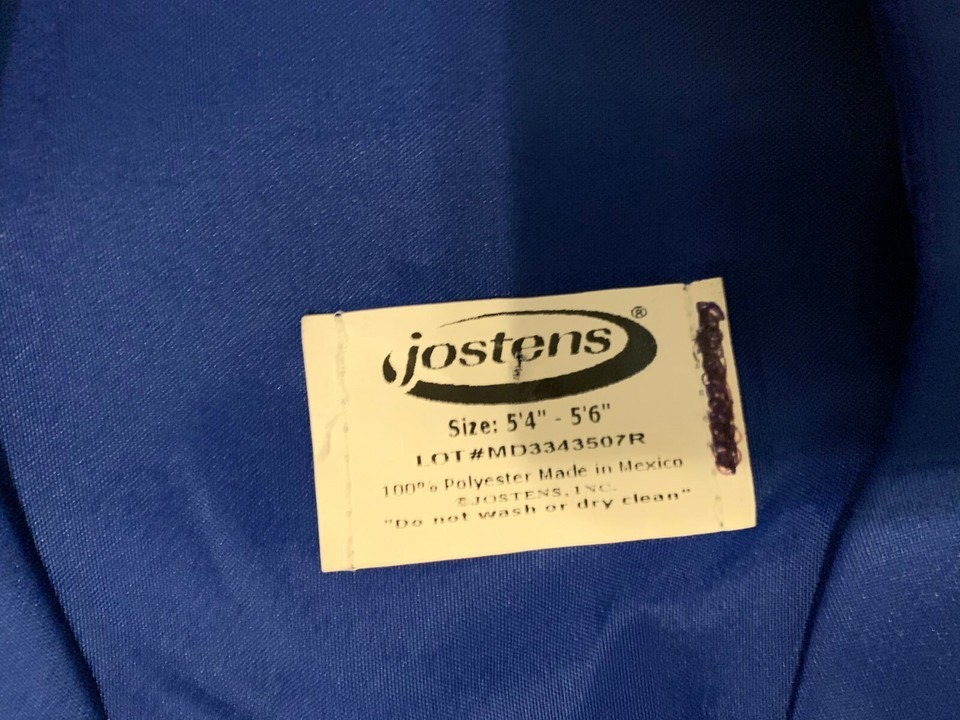 jostens®
Size: 5'4" - 5'6"
LOT#MD3343507R
100% Polyester Made in Mexico
©JOSTENS, INC.
"Do not wash or dry clean"